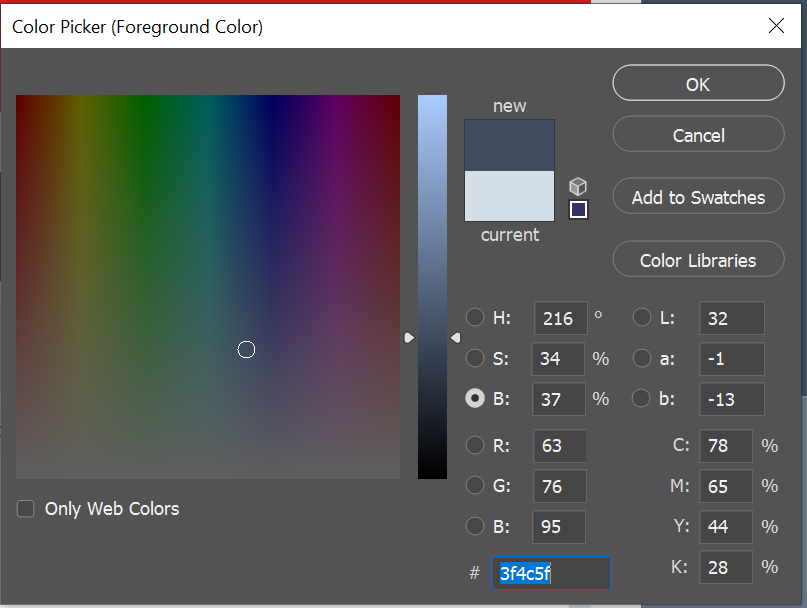 Color Picker (Foreground Color)
OK
new
Cancel
Add to Swatches
current
Color Libraries
H: 216 ° L: 32
S: 34 % a: -1
B: 37 % b: -13
R: 63 C: 78 %
G: 76 M: 65 %
B: 95 Y: 44 %
# 3f4c5f K: 28 %
Only Web Colors